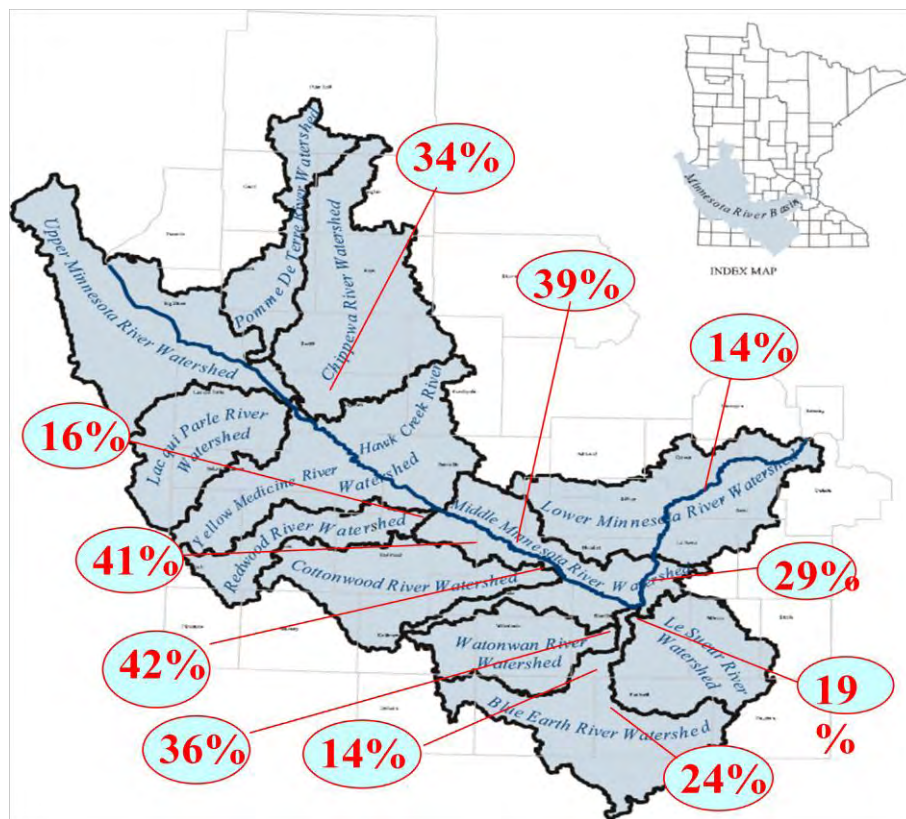 34%
39%
14%
16%
41%
42%
36%
14%
24%
19
%
29%
Upper Minnesota River Watershed
Pomme De Terre River Watershed
Chippewa River Watershed
Lac qui Parle River
Watershed
Hawk Creek River
Yellow Medicine River Watershed
Redwood River Watershed
Cottonwood River Watershed
Middle Minnesota River Watershed
Lower Minnesota River Watershed
Watonwan River
Watershed
Le Sueur River
Watershed
Blue Earth River Watershed
Minnesota River Basin
INDEX MAP